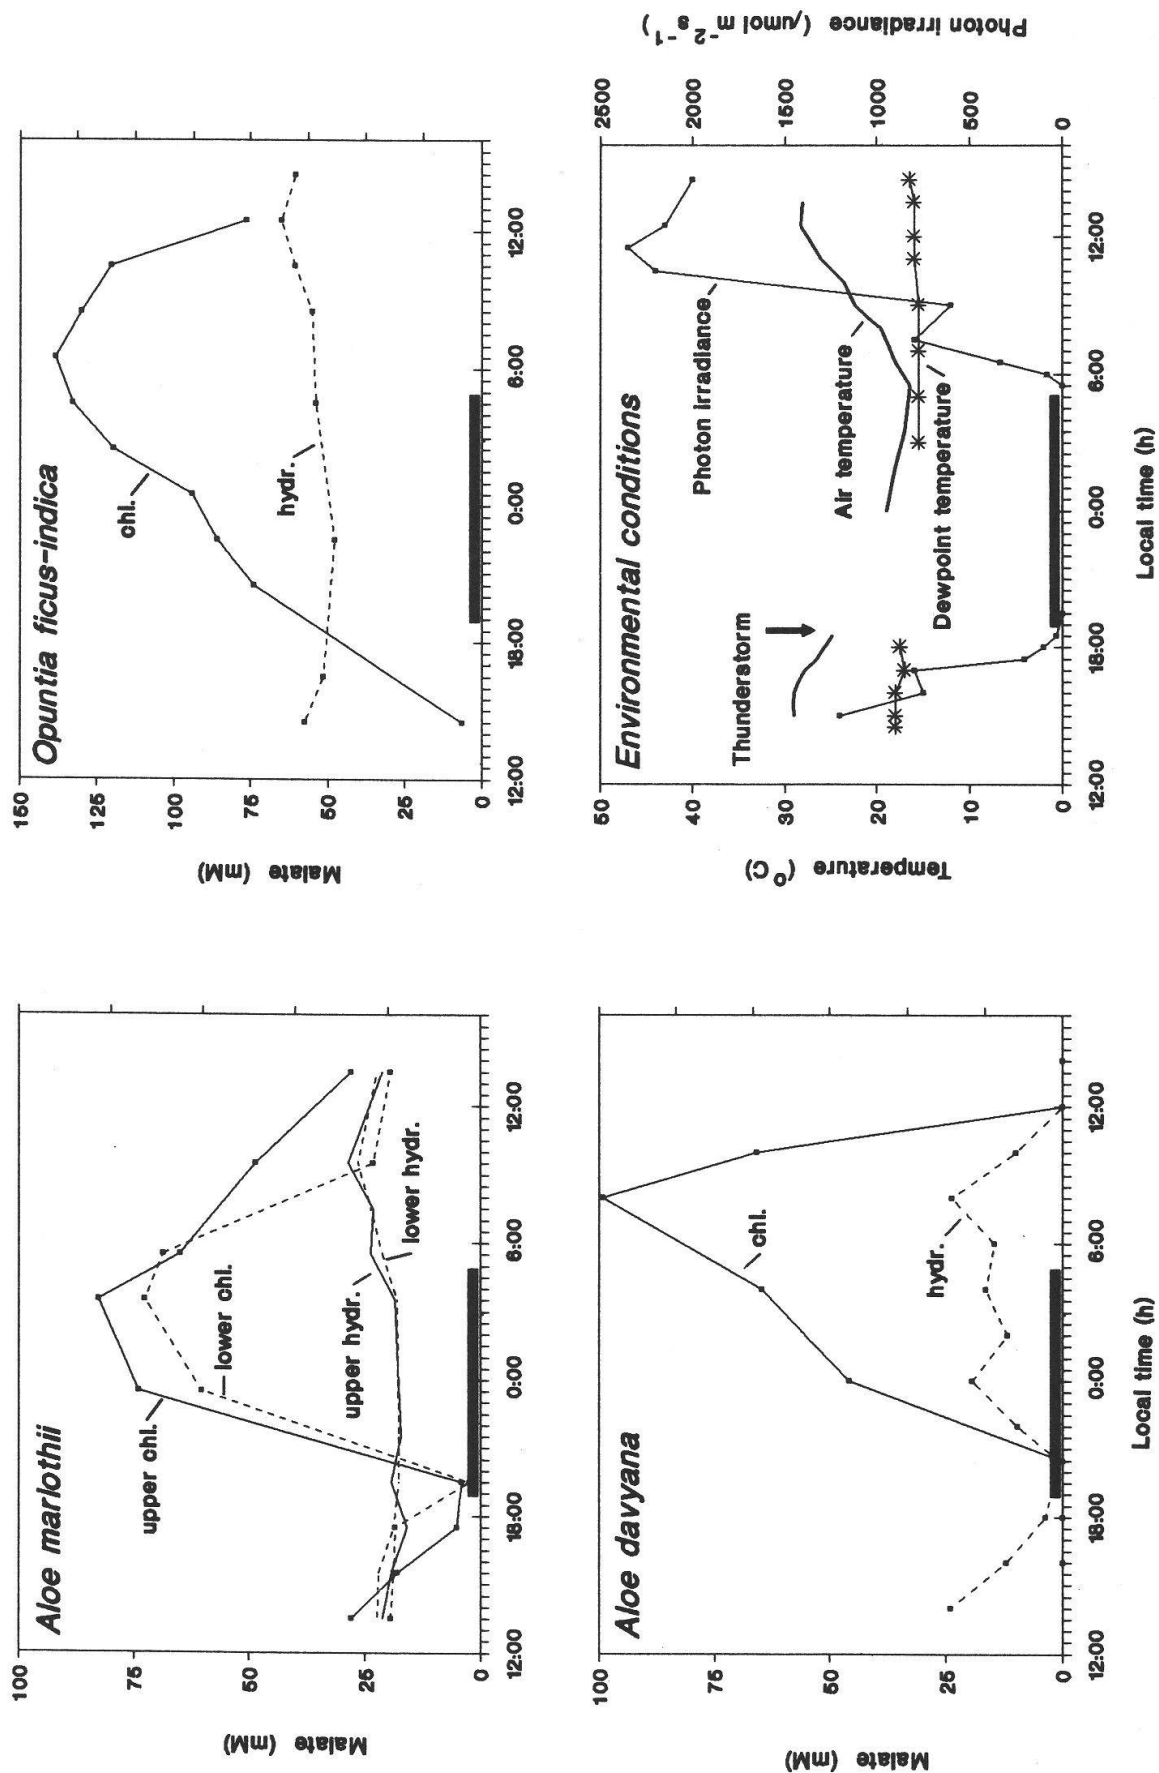 Aloe marlothii
Malate (mM)
100
75
50
25
0
upper chl.
lower chl.
upper hydr.
lower hydr.
12:00
18:00
0:00
6:00
12:00
Opuntia ficus-indica
Malate (mM)
150
125
100
75
50
25
0
chl.
hydr.
12:00
18:00
0:00
6:00
12:00
Aloe davyana
Malate (mM)
100
75
50
25
0
chl.
hydr.
12:00
18:00
0:00
6:00
12:00
Local time (h)
Environmental conditions
Temperature (°C)
50
40
30
20
10
0
Thunderstorm
Photon irradiance
Air temperature
Dewpoint temperature
2500
2000
1500
1000
500
0
Photon irradiance (µmol m⁻² s⁻¹)
12:00
18:00
0:00
6:00
12:00
Local time (h)